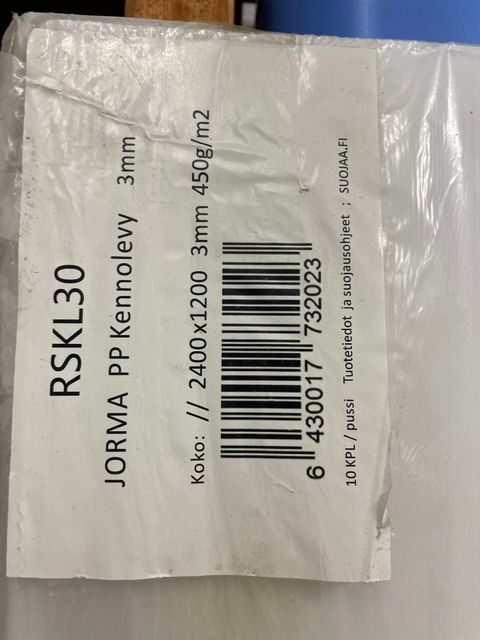 RSKL30
JORMA PP Kennolevy 3mm
Koko: // 2400x1200 3mm 450g/m2
6 430017 732023
10 KPL / pussi Tuotetiedot ja suojausohjeet ; SUOJAA.FI